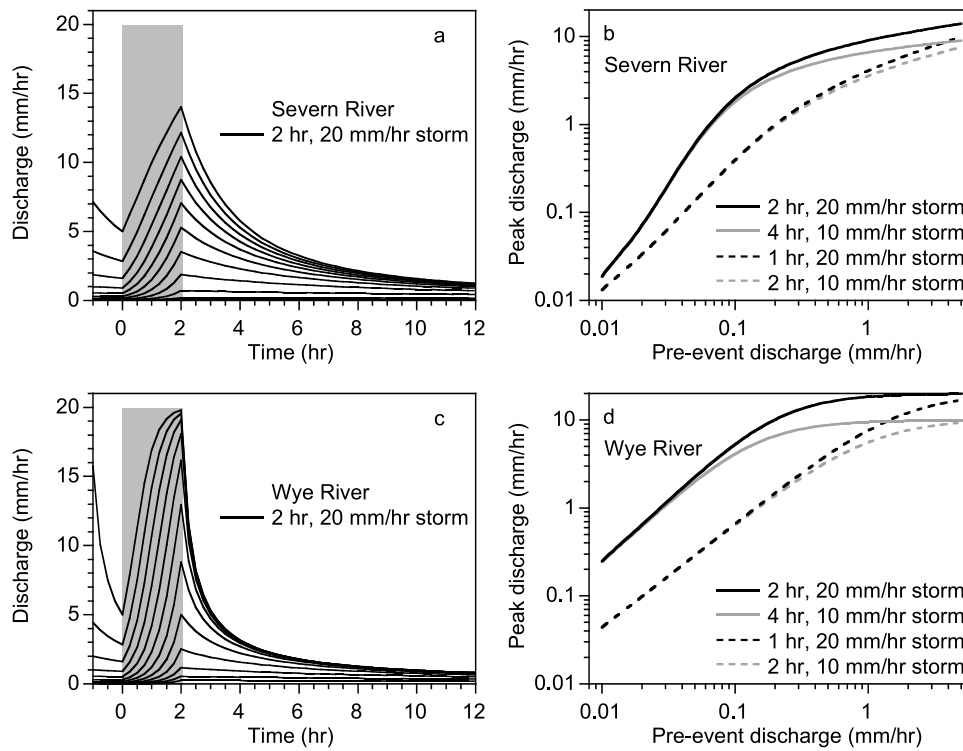 20
15
10
5
0
Discharge (mm/hr)
a
Severn River
2 hr, 20 mm/hr storm
0 2 4 6 8 10 12
Time (hr)
10
1
0.1
0.01
Peak discharge (mm/hr)
b
Severn River
2 hr, 20 mm/hr storm
4 hr, 10 mm/hr storm
1 hr, 20 mm/hr storm
2 hr, 10 mm/hr storm
0.01 0.1 1
Pre-event discharge (mm/hr)
20
15
10
5
0
Discharge (mm/hr)
c
Wye River
2 hr, 20 mm/hr storm
0 2 4 6 8 10 12
Time (hr)
10
1
0.1
0.01
Peak discharge (mm/hr)
d
Wye River
2 hr, 20 mm/hr storm
4 hr, 10 mm/hr storm
1 hr, 20 mm/hr storm
2 hr, 10 mm/hr storm
0.01 0.1 1
Pre-event discharge (mm/hr)